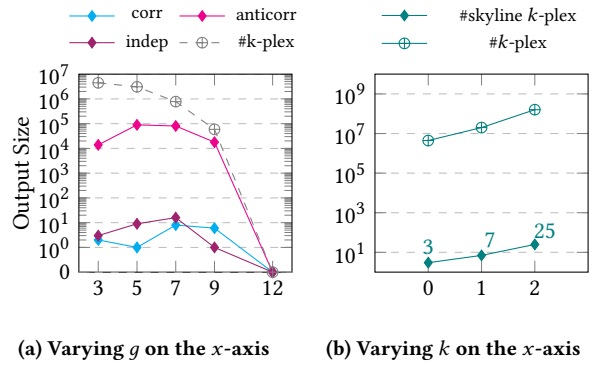 corr anticorr
indep #k-plex
Output Size
10^7
10^6
10^5
10^4
10^3
10^2
10^1
10^0
0
3 5 7 9 12
(a) Varying g on the x-axis
#skyline k-plex
#k-plex
10^9
10^7
10^5
10^3
10^1
3 7 25
0 1 2
(b) Varying k on the x-axis